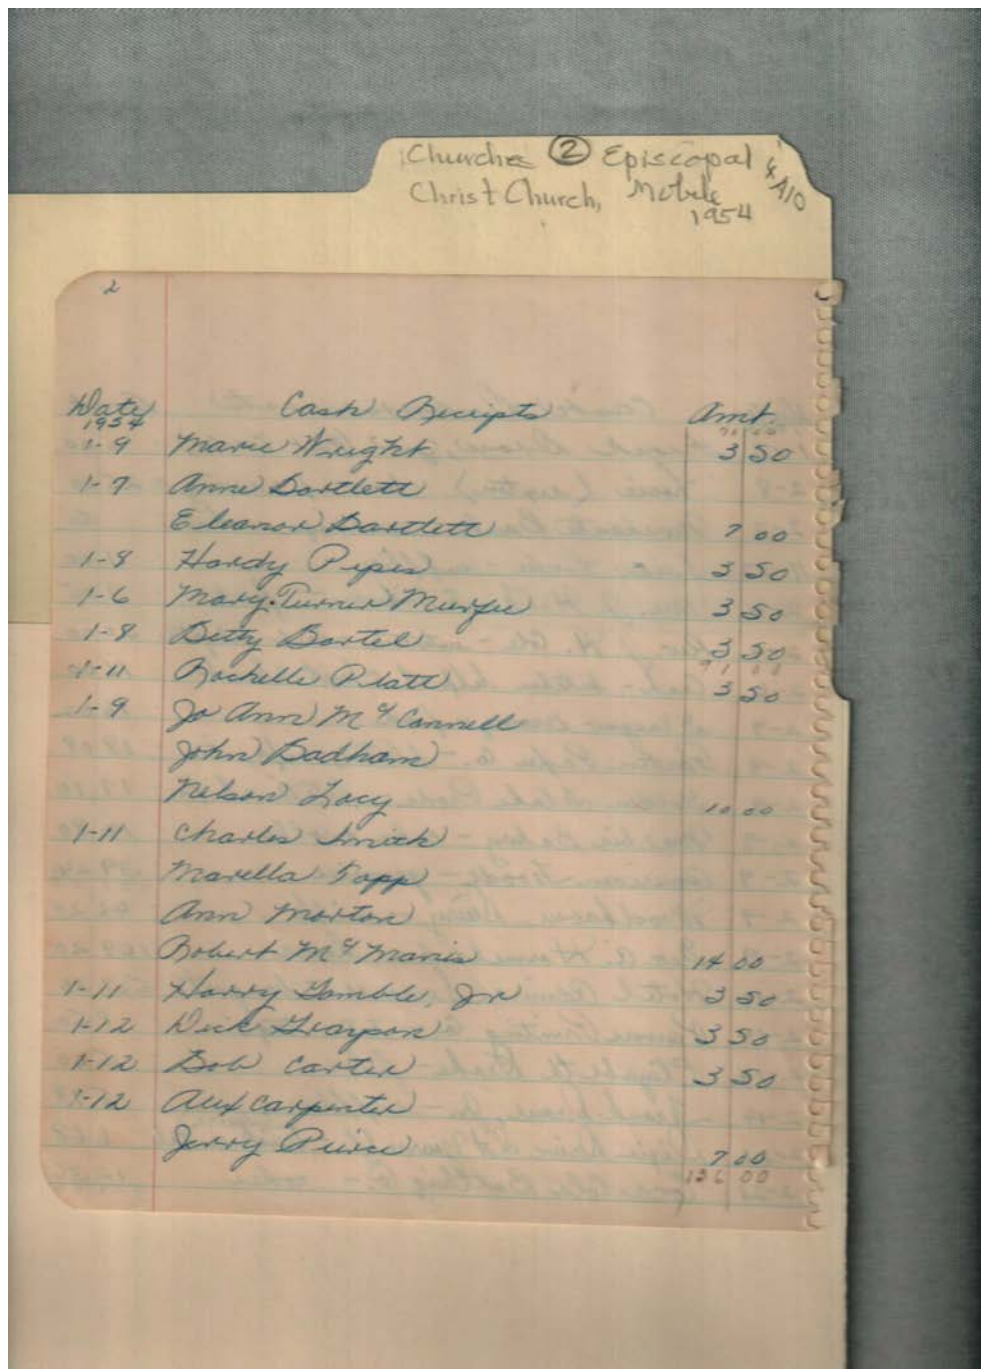 Churches ② Episcopal & A10
Christ Church, Mobile
1954
2
Date Cash Receipts Amt.
1954
1-9 Marie Wright 3 50
1-7 Anne Bartlett
Eleanor Bartlett 7 00
1-8 Hardy Pipes 3 50
1-6 Mary Turner Murfee 3 50
1-8 Betty Bartel 3 50
1-11 Rochelle Platt 3 50
1-9 Jo Ann McConnell
John Badham
Nelson Lacy 10 00
1-11 Charles Smith
Marella Topp
Ann Morton
Robert McManis 14 00
1-11 Harry Gamble, Jr 3 50
1-12 Dick Grayson 3 50
1-12 Bob Carter 3 50
1-12 Alex Carpenter
Jerry Pierce 7 00
136 00